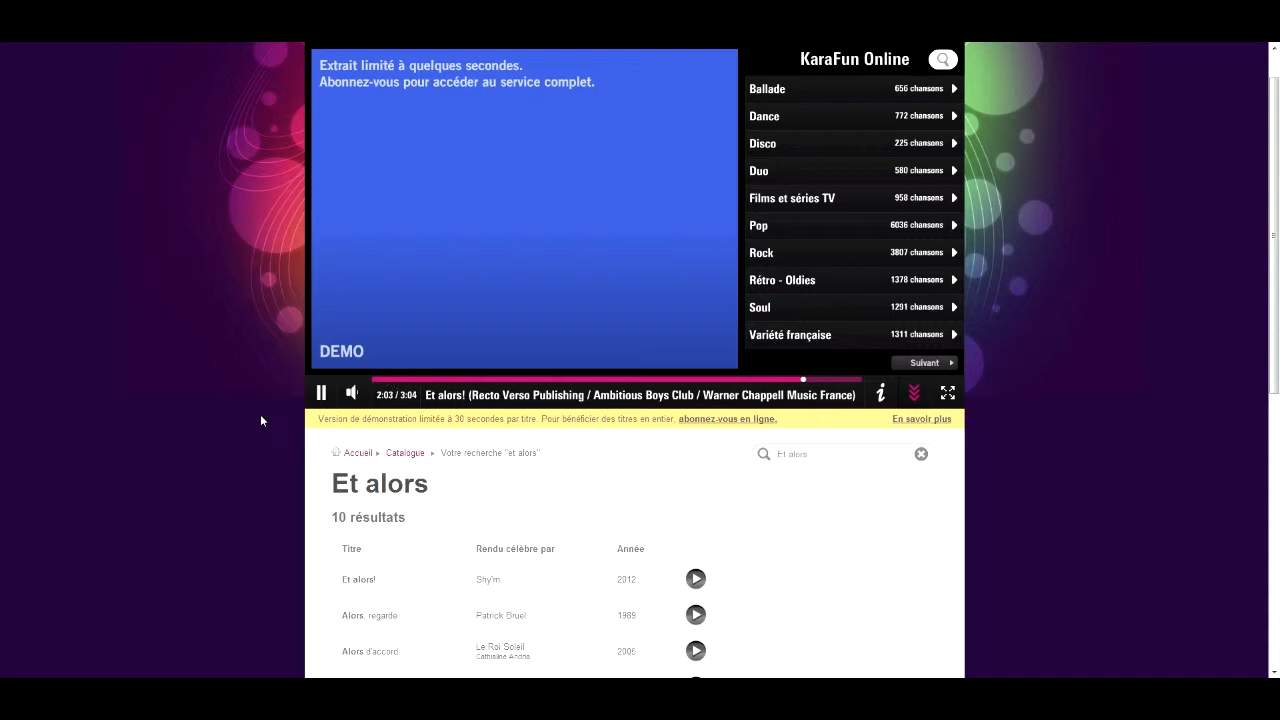 Extrait limité à quelques secondes.
Abonnez-vous pour accéder au service complet.
DEMO
KaraFun Online
Ballade 656 chansons
Dance 772 chansons
Disco 225 chansons
Duo 580 chansons
Films et séries TV 958 chansons
Pop 6036 chansons
Rock 3807 chansons
Rétro - Oldies 1378 chansons
Soul 1291 chansons
Variété française 1311 chansons
Suivant
2:03 / 3:04 Et alors! (Recto Verso Publishing / Ambitious Boys Club / Warner Chappell Music France)
Version de démonstration limitée à 30 secondes par titre. Pour bénéficier des titres en entier, abonnez-vous en ligne. En savoir plus
Accueil Catalogue Votre recherche "et alors" Et alors
Et alors
10 résultats
Titre Rendu célèbre par Année
Et alors! Shy'm 2012
Alors, regarde Patrick Bruel 1989
Alors d'accord Le Roi Soleil 2005
Cathialine Andria